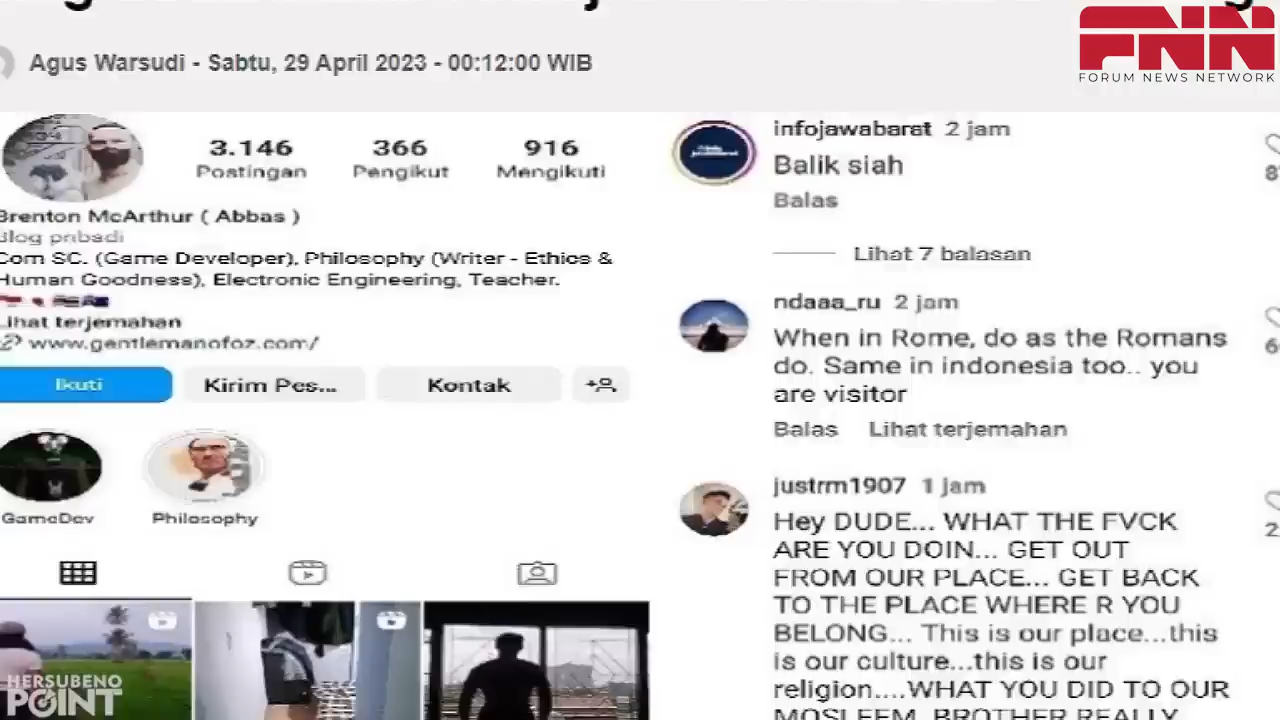 Agus Warsudi - Sabtu, 29 April 2023 - 00:12:00 WIB
FNN
FORUM NEWS NETWORK
3.146 366 916
Postingan Pengikut Mengikuti
Brenton McArthur ( Abbas )
Blog pribadi
Com SC. (Game Developer), Philosophy (Writer - Ethics &
Human Goodness), Electronic Engineering, Teacher.
Lihat terjemahan
www.gentlemanofoz.com/
Ikuti Kirim Pes... Kontak
GameDev Philosophy
HERSUBENO
POINT
infojawabarat 2 jam
Balik siah
Balas
Lihat 7 balasan
ndaaa_ru 2 jam
When in Rome, do as the Romans
do. Same in indonesia too.. you
are visitor
Balas Lihat terjemahan
justrm1907 1 jam
Hey DUDE... WHAT THE FVCK
ARE YOU DOIN... GET OUT
FROM OUR PLACE... GET BACK
TO THE PLACE WHERE R YOU
BELONG... This is our place...this
is our culture...this is our
religion....WHAT YOU DID TO OUR
MOSLEEM BROTHER REALLY